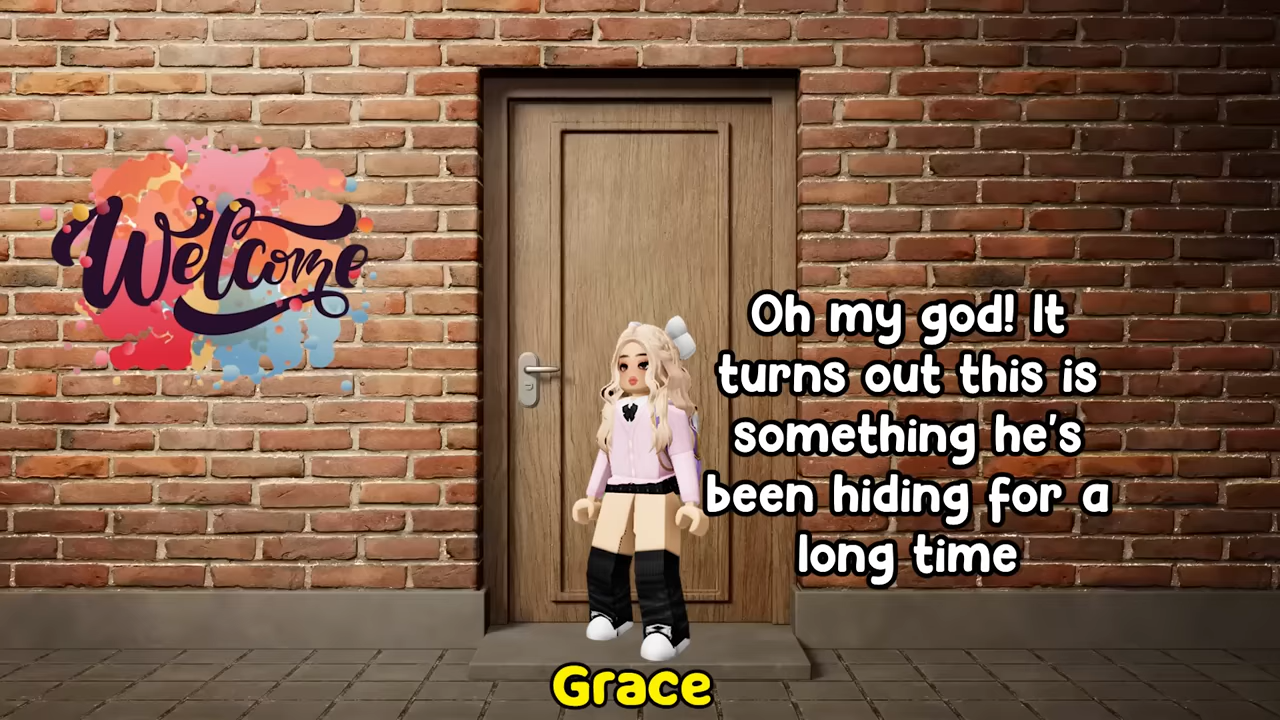 Welcome
Oh my god! It
turns out this is
something he's
been hiding for a
long time
Grace